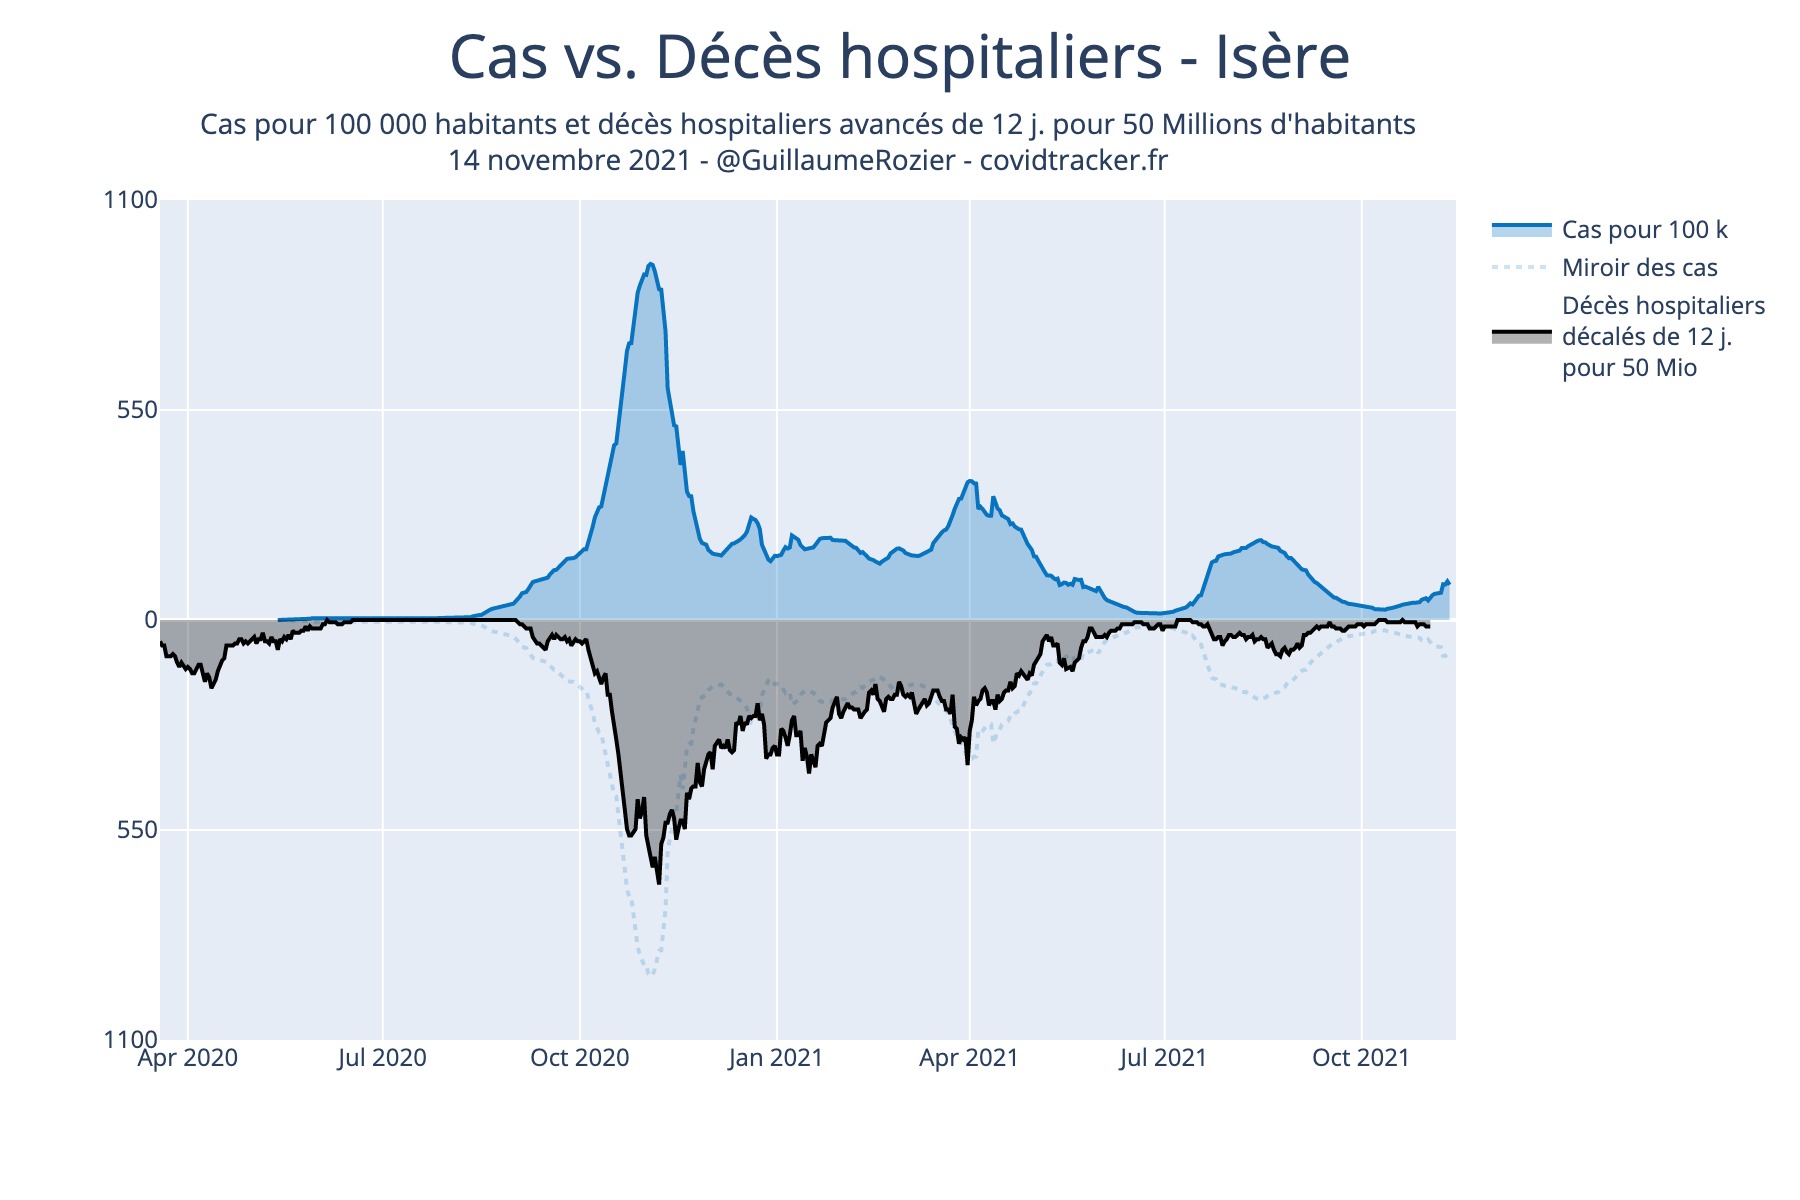 Cas vs. Décès hospitaliers - Isère
Cas pour 100 000 habitants et décès hospitaliers avancés de 12 j. pour 50 Millions d'habitants
14 novembre 2021 - @GuillaumeRozier - covidtracker.fr
1100
550
0
550
1100
Apr 2020
Jul 2020
Oct 2020
Jan 2021
Apr 2021
Jul 2021
Oct 2021
Cas pour 100 k
Miroir des cas
Décès hospitaliers
décalés de 12 j.
pour 50 Mio